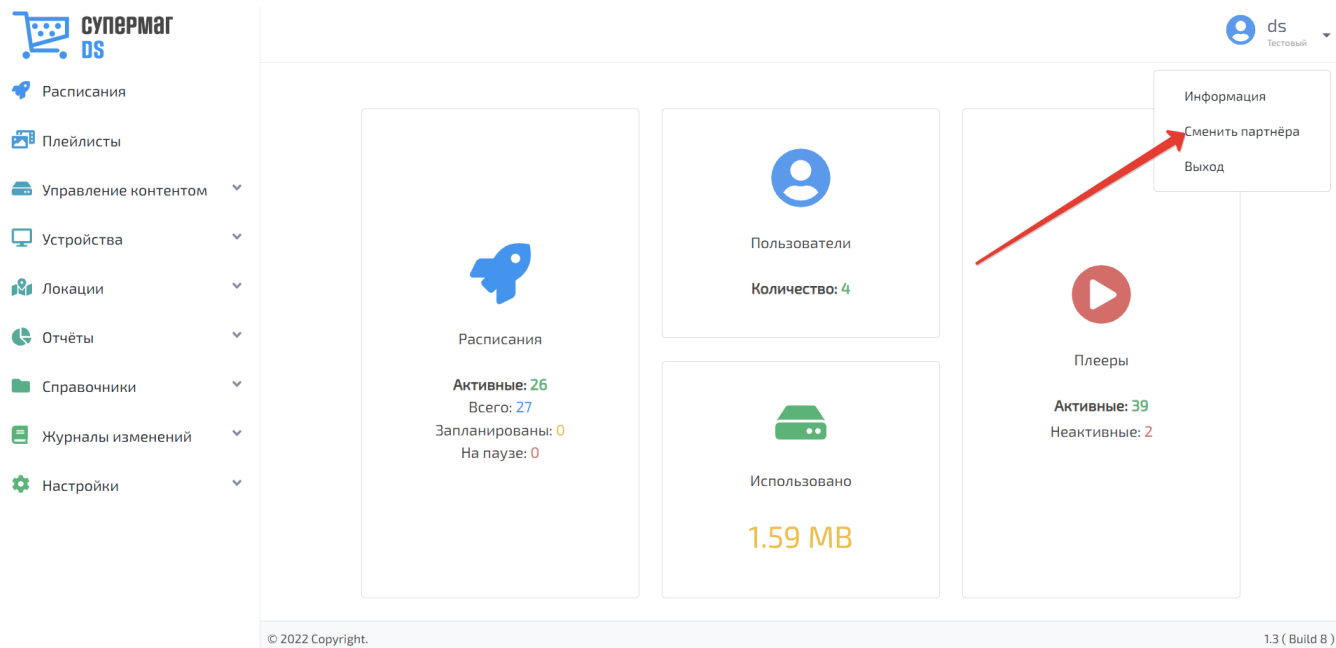 СУПЕРМАГ
DS
ds
Тестовый
Расписания
Плейлисты
Управление контентом
Устройства
Локации
Отчёты
Справочники
Журналы изменений
Настройки
Информация
Сменить партнёра
Выход
Расписания
Активные: 26
Всего: 27
Запланированы: 0
На паузе: 0
Пользователи
Количество: 4
Использовано
1.59 MB
Плееры
Активные: 39
Неактивные: 2
© 2022 Copyright.
1.3 ( Build 8 )